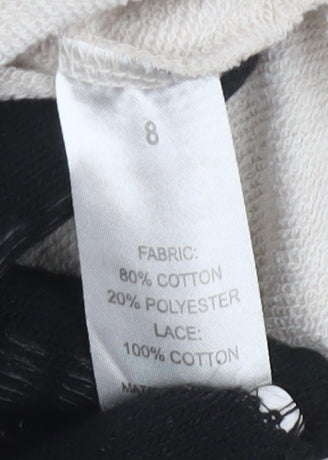 8
FABRIC:
80% COTTON
20% POLYESTER
LACE:
100% COTTON